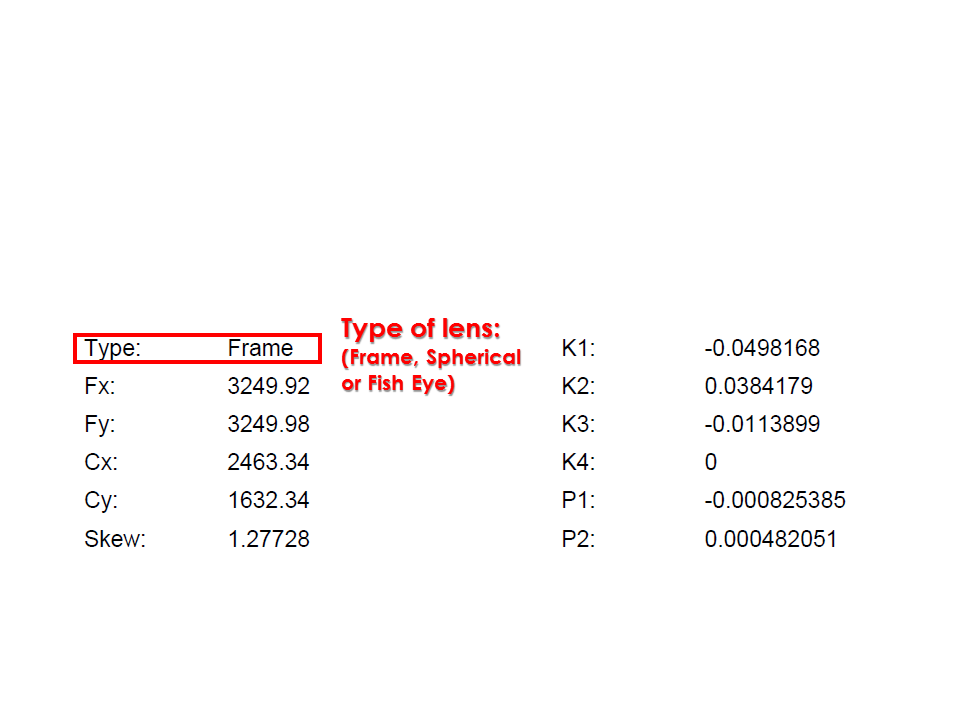 Type: Frame
Fx: 3249.92
Fy: 3249.98
Cx: 2463.34
Cy: 1632.34
Skew: 1.27728
Type of lens:
(Frame, Spherical
or Fish Eye)
K1: -0.0498168
K2: 0.0384179
K3: -0.0113899
K4: 0
P1: -0.000825385
P2: 0.000482051